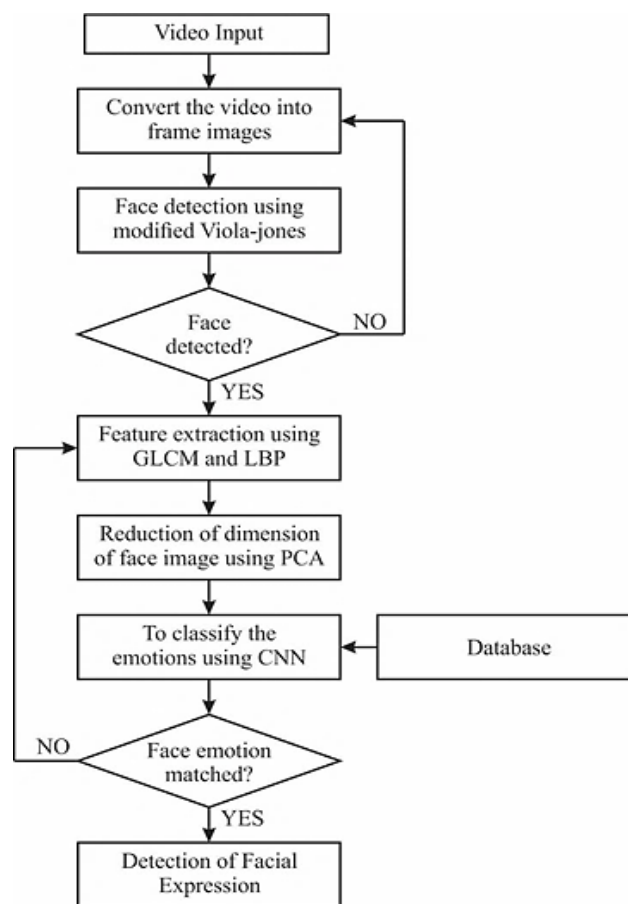 Video Input
Convert the video into
frame images
Face detection using
modified Viola-jones
Face
detected?
NO
YES
Feature extraction using
GLCM and LBP
Reduction of dimension
of face image using PCA
To classify the
emotions using CNN
Database
NO
Face emotion
matched?
YES
Detection of Facial
Expression